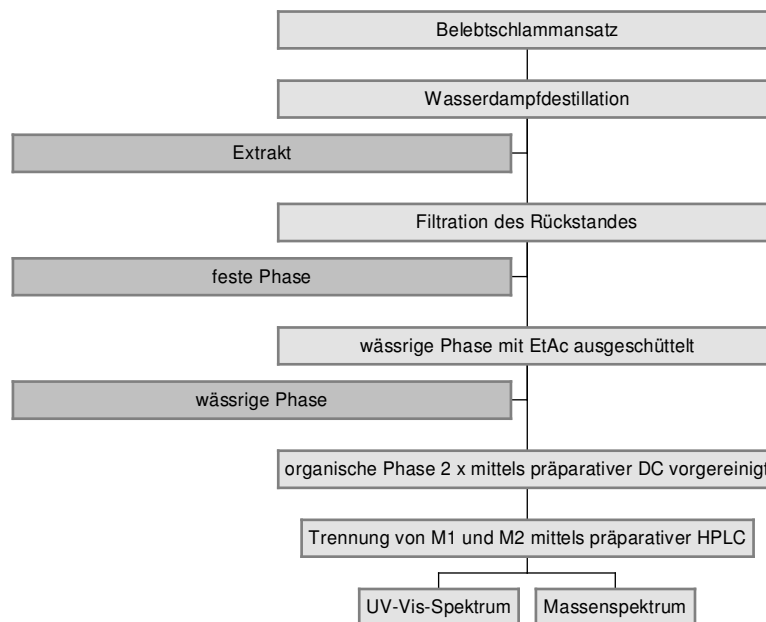 Belebtschlammansatz
Wasserdampfdestillation
Extrakt
Filtration des Rückstandes
feste Phase
wässrige Phase mit EtAc ausgeschüttelt
wässrige Phase
organische Phase 2 x mittels präparativer DC vorgereinigt
Trennung von M1 und M2 mittels präparativer HPLC
UV-Vis-Spektrum
Massenspektrum